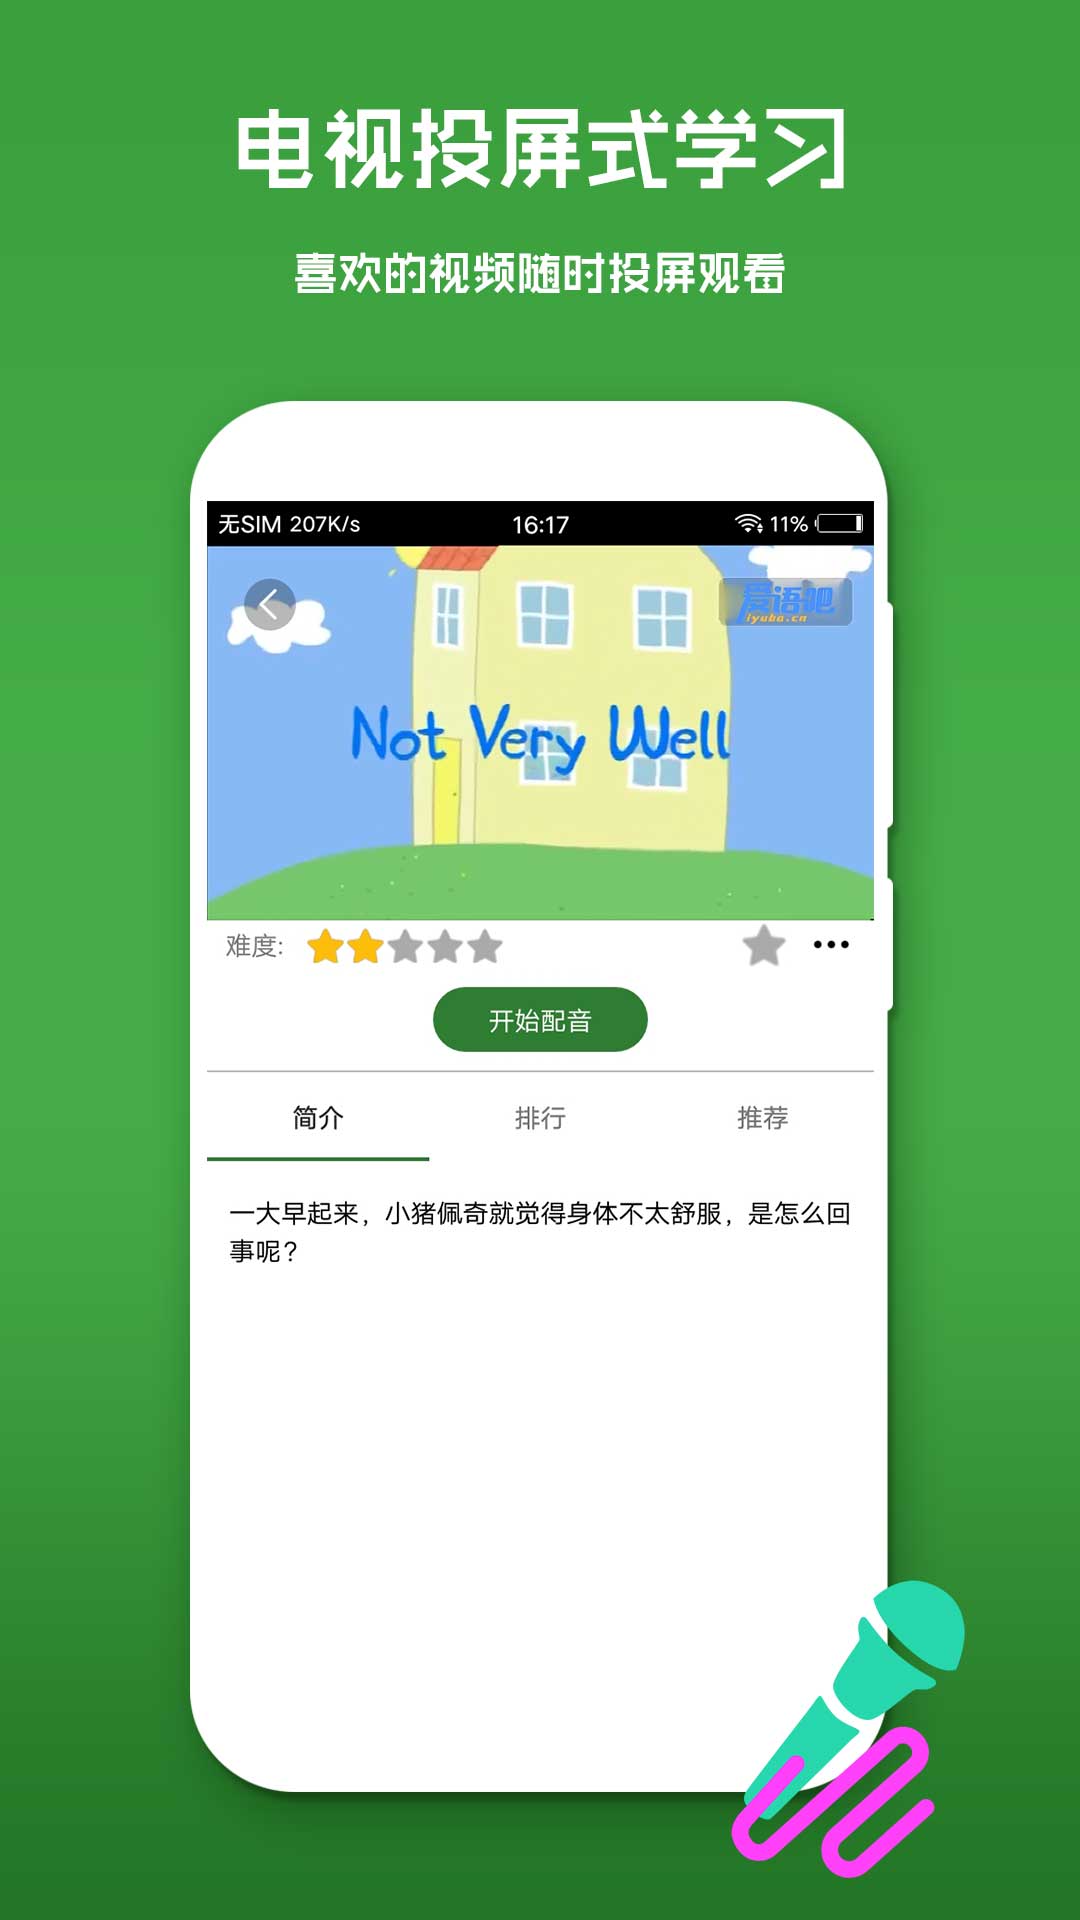 电视投屏式学习
喜欢的视频随时投屏观看
无SIM 207K/s 16:17 11%
爱语吧
iyuba.cn
Not Very Well
难度:
开始配音
简介 排行 推荐
一大早起来，小猪佩奇就觉得身体不太舒服，是怎么回
事呢？